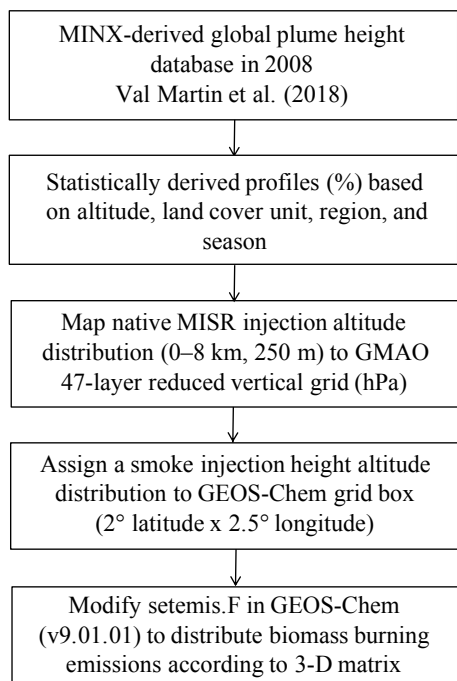 MINX-derived global plume height
database in 2008
Val Martin et al. (2018)
Statistically derived profiles (%) based
on altitude, land cover unit, region, and
season
Map native MISR injection altitude
distribution (0–8 km, 250 m) to GMAO
47-layer reduced vertical grid (hPa)
Assign a smoke injection height altitude
distribution to GEOS-Chem grid box
(2° latitude x 2.5° longitude)
Modify setemis.F in GEOS-Chem
(v9.01.01) to distribute biomass burning
emissions according to 3-D matrix